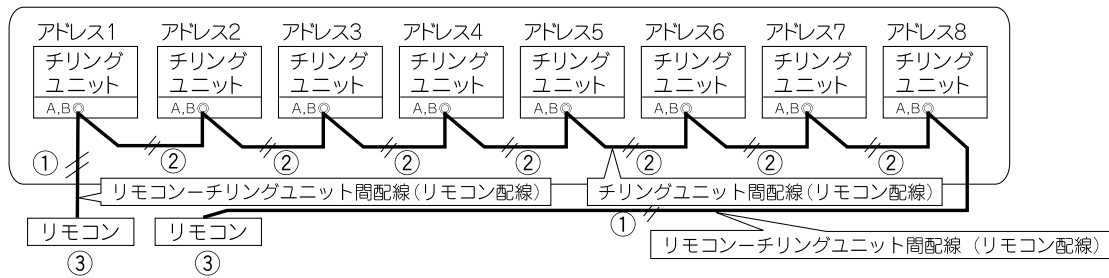 アドレス1 アドレス2 アドレス3 アドレス4 アドレス5 アドレス6 アドレス7 アドレス8
チリング チリング チリング チリング チリング チリング チリング チリング
ユニット ユニット ユニット ユニット ユニット ユニット ユニット ユニット
A,B◎ A,B◎ A,B◎ A,B◎ A,B◎ A,B◎ A,B◎ A,B◎
① ② ② ② ② ② ② ②
リモコンーチリングユニット間配線(リモコン配線) チリングユニット間配線(リモコン配線)
リモコン リモコン ①
リモコンーチリングユニット間配線(リモコン配線)
③ ③